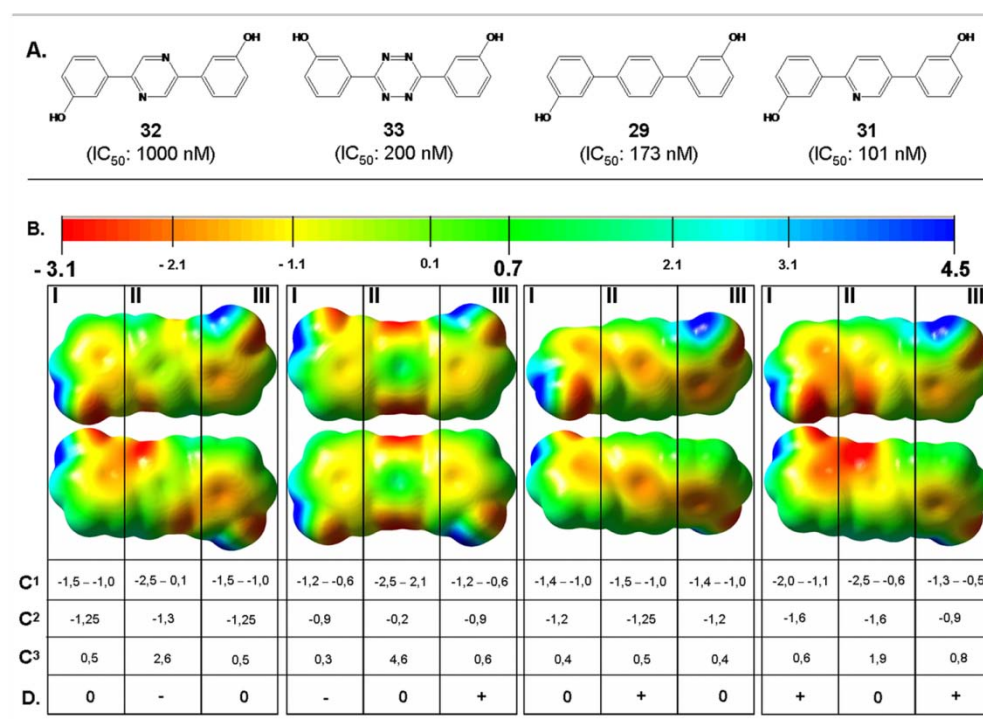 A.
OH HO OH OH OH
N N N N N N N
HO HO HO
32 33 29 31
(IC50: 1000 nM) (IC50: 200 nM) (IC50: 173 nM) (IC50: 101 nM)
B.
- 3.1 - 2.1 - 1.1 0.1 0.7 2.1 3.1 4.5
I II III I II III I II III I II III
C1 -1,5 – -1,0 -2,5 – 0,1 -1,5 – -1,0 -1,2 – -0,6 -2,5 – 2,1 -1,2 – -0,6 -1,4 – -1,0 -1,5 – -1,0 -1,4 – -1,0 -2,0 – -1,1 -2,5 – -0,6 -1,3 – -0,5
C2 -1,25 -1,3 -1,25 -0,9 -0,2 -0,9 -1,2 -1,25 -1,2 -1,6 -1,6 -0,9
C3 0,5 2,6 0,5 0,3 4,6 0,6 0,4 0,5 0,4 0,6 1,9 0,8
D. 0 - 0 - 0 + 0 + 0 + 0 +